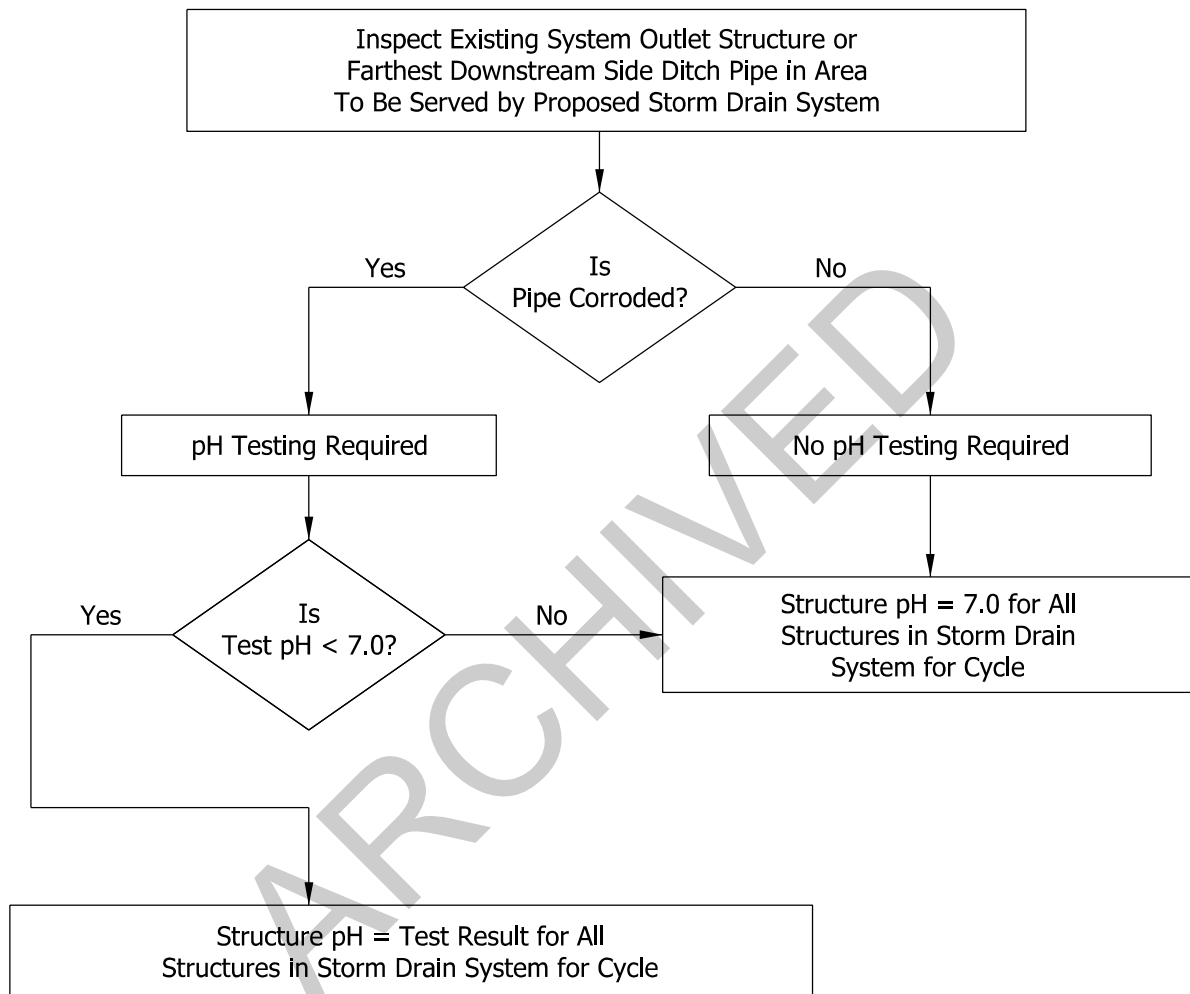 Inspect Existing System Outlet Structure or
Farthest Downstream Side Ditch Pipe in Area
To Be Served by Proposed Storm Drain System
Is
Pipe Corroded?
Yes
No
pH Testing Required
No pH Testing Required
Is
Test pH < 7.0?
Yes
No
Structure pH = 7.0 for All
Structures in Storm Drain
System for Cycle
Structure pH = Test Result for All
Structures in Storm Drain System for Cycle
ARCHIVED